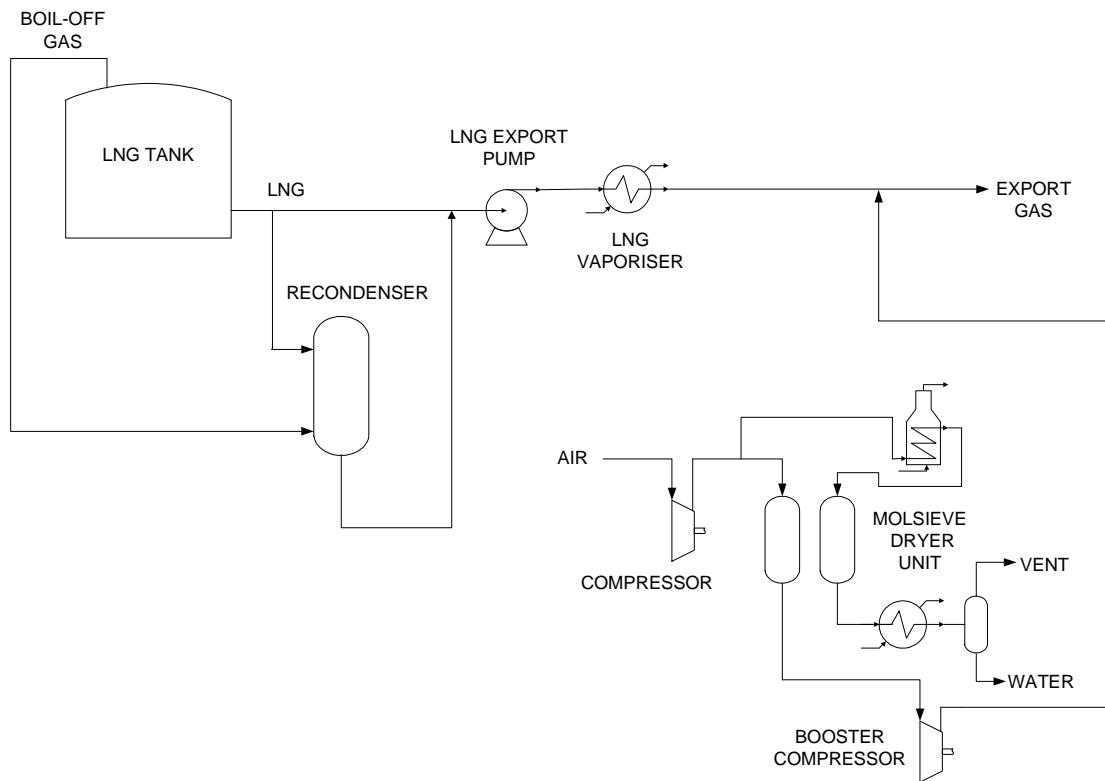 BOIL-OFF
GAS
LNG TANK
LNG
LNG EXPORT
PUMP
LNG
VAPORISER
EXPORT
GAS
RECONDENSER
AIR
COMPRESSOR
MOLSIEVE
DRYER
UNIT
VENT
WATER
BOOSTER
COMPRESSOR